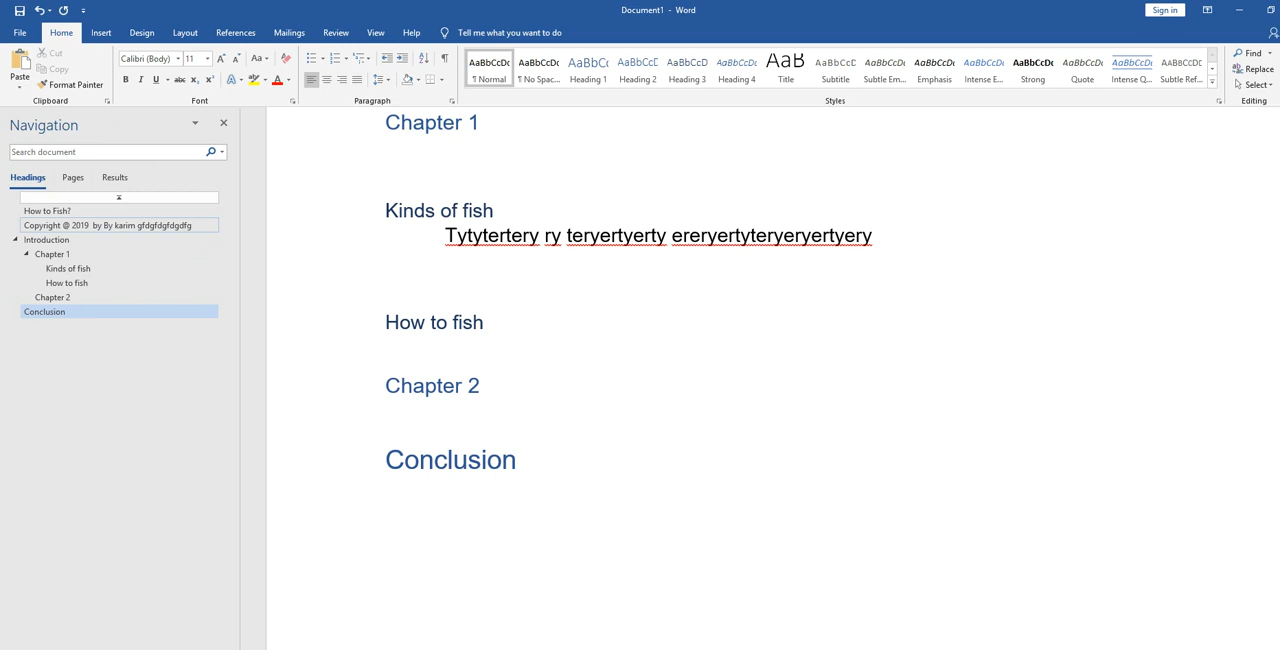 Document1 - Word
Sign in
File Home Insert Design Layout References Mailings Review View Help Tell me what you want to do
Paste
Cut
Copy
Format Painter
Clipboard
Calibri (Body) 11
Font
Paragraph
AaBbCcDc AaBbCcDc AaBbC( AaBbCcE AaBbCcD AaBbCcDc AaB AaBbCcD AaBbCcDc AaBbCcDc AaBbCcDc AaBbCcDc AaBbCcDc AaBbCcDc AABBCCDC
¶ Normal ¶ No Spac... Heading 1 Heading 2 Heading 3 Heading 4 Title Subtitle Subtle Em... Emphasis Intense E... Strong Quote Intense Q... Subtle Ref...
Styles
Find
Replace
Select
Editing
Navigation
Search document
Headings Pages Results
How to Fish?
Copyright @ 2019 by By karim gfdgfdgfdgdfg
Introduction
Chapter 1
Kinds of fish
How to fish
Chapter 2
Conclusion
Chapter 1
Kinds of fish
Tytytertery ry teryertyerty ereryertyteryeryertyery
How to fish
Chapter 2
Conclusion